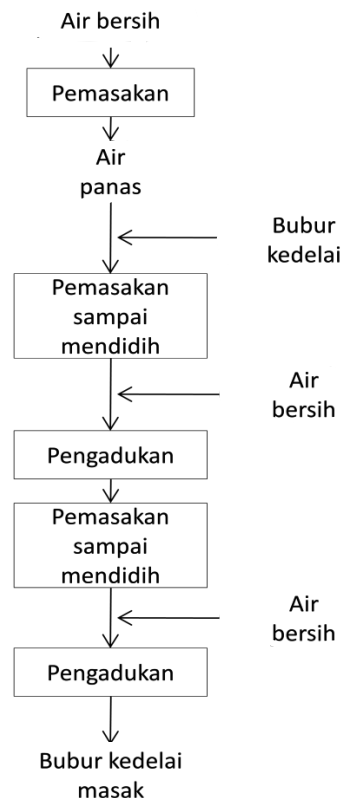 Air bersih
Pemasakan
Air
panas
Bubur
kedelai
Pemasakan
sampai
mendidih
Air
bersih
Pengadukan
Pemasakan
sampai
mendidih
Air
bersih
Pengadukan
Bubur kedelai
masak